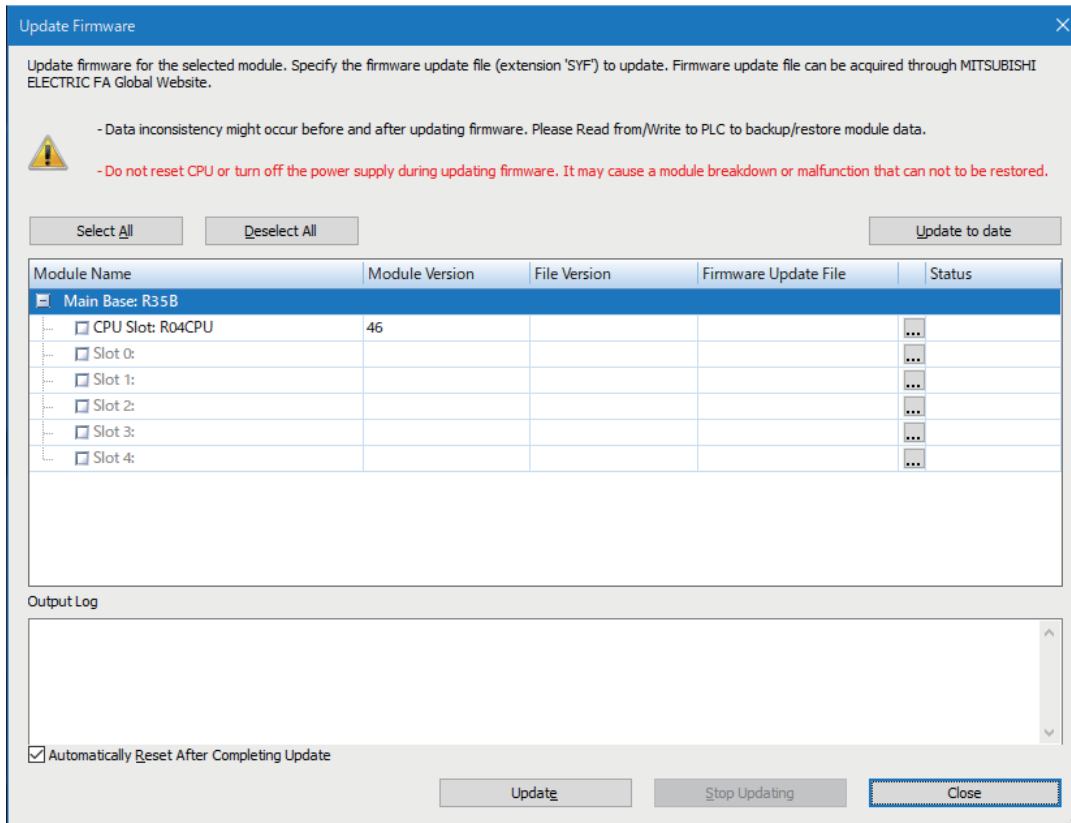 Update Firmware
Update firmware for the selected module. Specify the firmware update file (extension 'SYF') to update. Firmware update file can be acquired through MITSUBISHI
ELECTRIC FA Global Website.
- Data inconsistency might occur before and after updating firmware. Please Read from/Write to PLC to backup/restore module data.
- Do not reset CPU or turn off the power supply during updating firmware. It may cause a module breakdown or malfunction that can not to be restored.
Select All Deselect All Update to date
Module Name Module Version File Version Firmware Update File Status
Main Base: R35B
CPU Slot: R04CPU 46 ...
Slot 0: ...
Slot 1: ...
Slot 2: ...
Slot 3: ...
Slot 4: ...
Output Log
Automatically Reset After Completing Update
Update Stop Updating Close